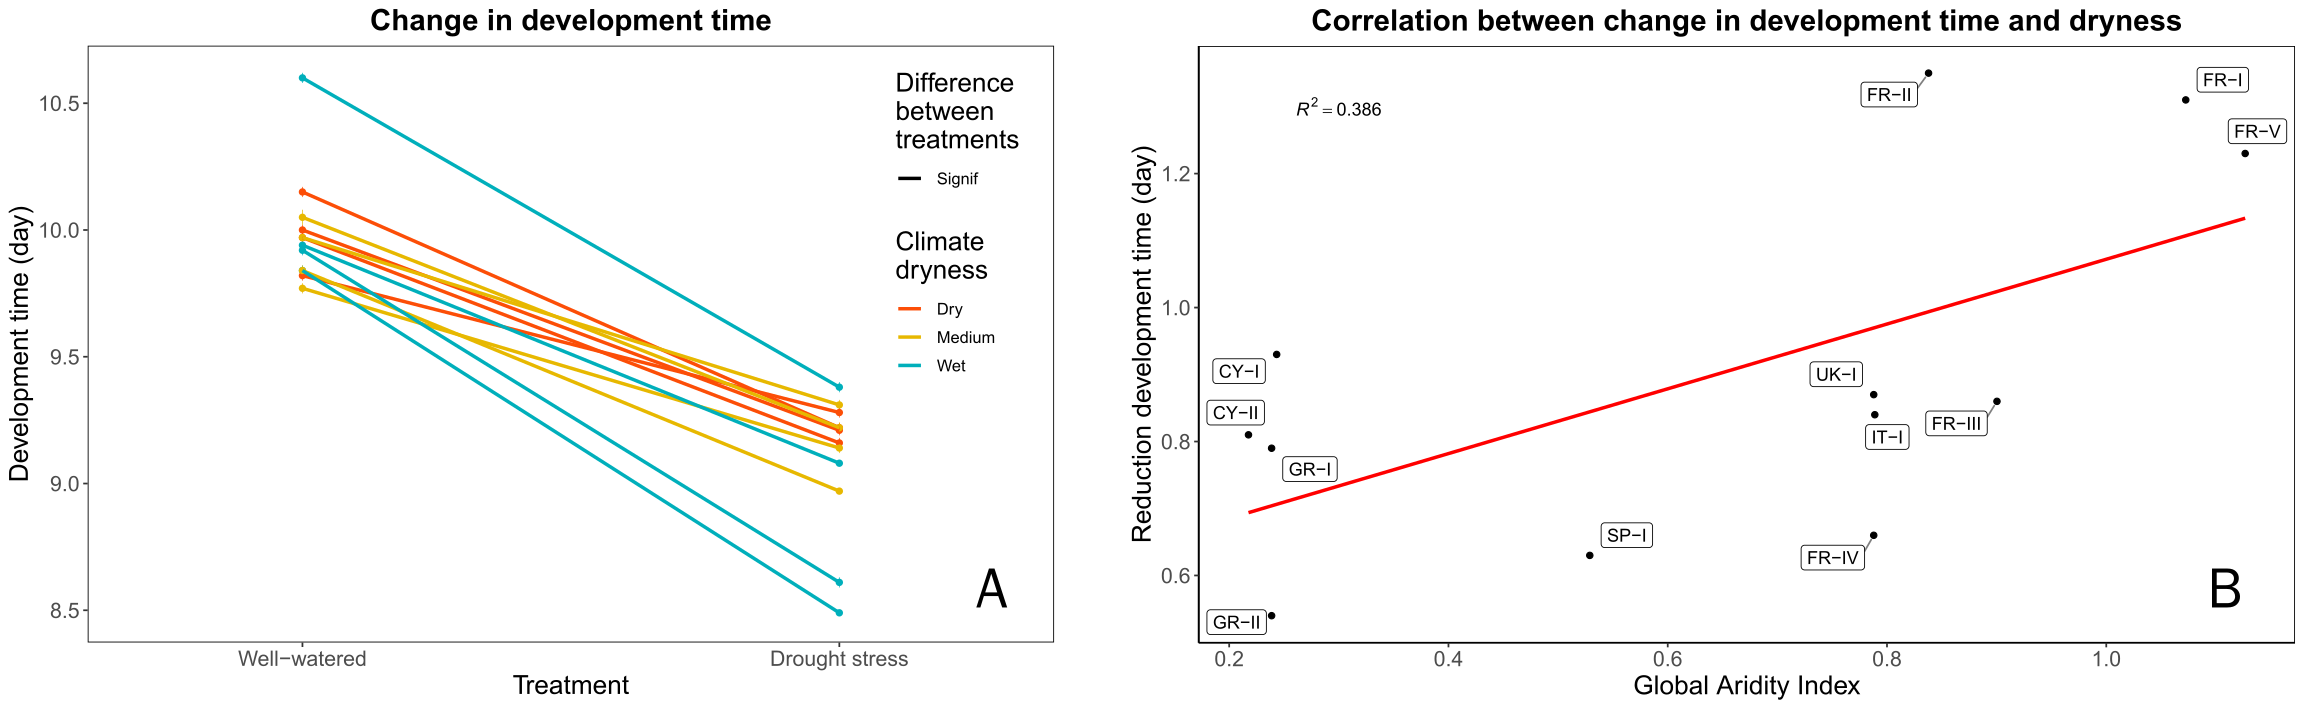 Change in development time
Development time (day)
10.5
10.0
9.5
9.0
8.5
Difference
between
treatments
Signif
Climate
dryness
Dry
Medium
Wet
A
Well−watered
Drought stress
Treatment
Correlation between change in development time and dryness
Reduction development time (day)
1.2
1.0
0.8
0.6
R² = 0.386
FR−II
FR−I
FR−V
CY−I
UK−I
CY−II
FR−III
IT−I
GR−I
SP−I
FR−IV
GR−II
B
0.2
0.4
0.6
0.8
1.0
Global Aridity Index